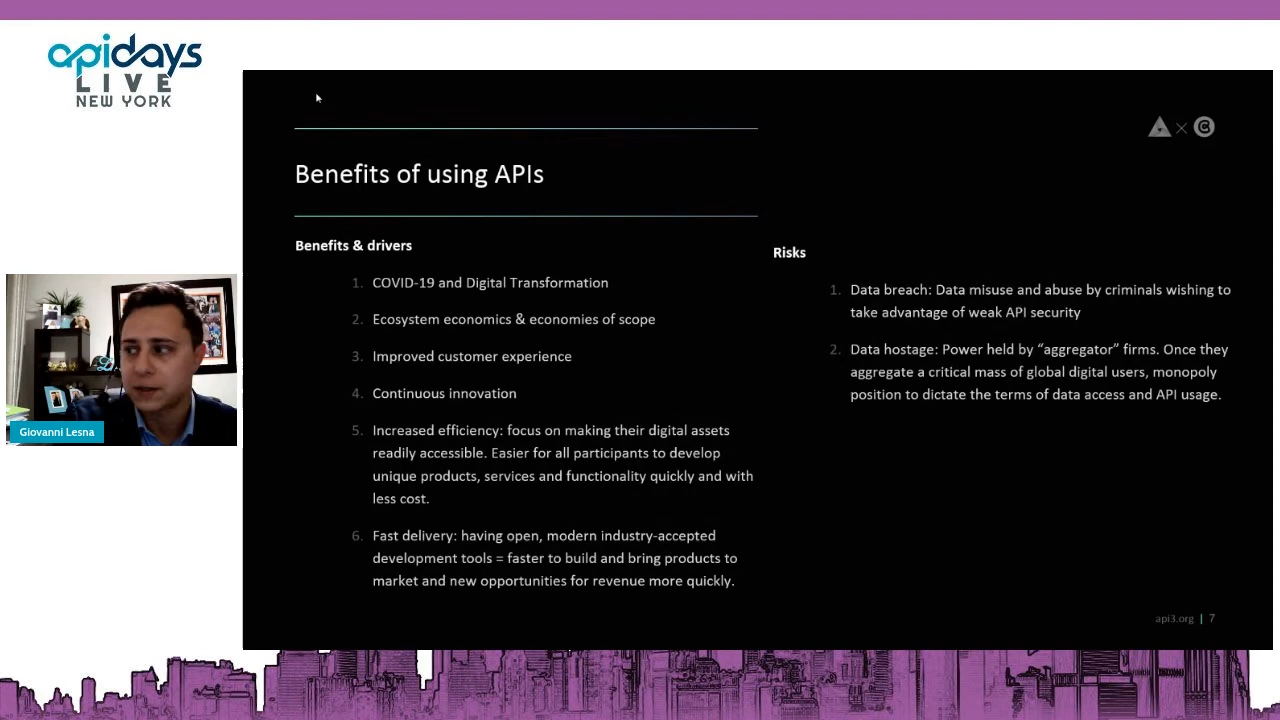 apidays
LIVE
NEW YORK
Benefits of using APIs
Benefits & drivers
1. COVID-19 and Digital Transformation
2. Ecosystem economics & economies of scope
3. Improved customer experience
4. Continuous innovation
5. Increased efficiency: focus on making their digital assets
readily accessible. Easier for all participants to develop
unique products, services and functionality quickly and with
less cost.
6. Fast delivery: having open, modern industry-accepted
development tools = faster to build and bring products to
market and new opportunities for revenue more quickly.
Risks
1. Data breach: Data misuse and abuse by criminals wishing to
take advantage of weak API security
2. Data hostage: Power held by “aggregator” firms. Once they
aggregate a critical mass of global digital users, monopoly
position to dictate the terms of data access and API usage.
Giovanni Lesna
api3.org | 7